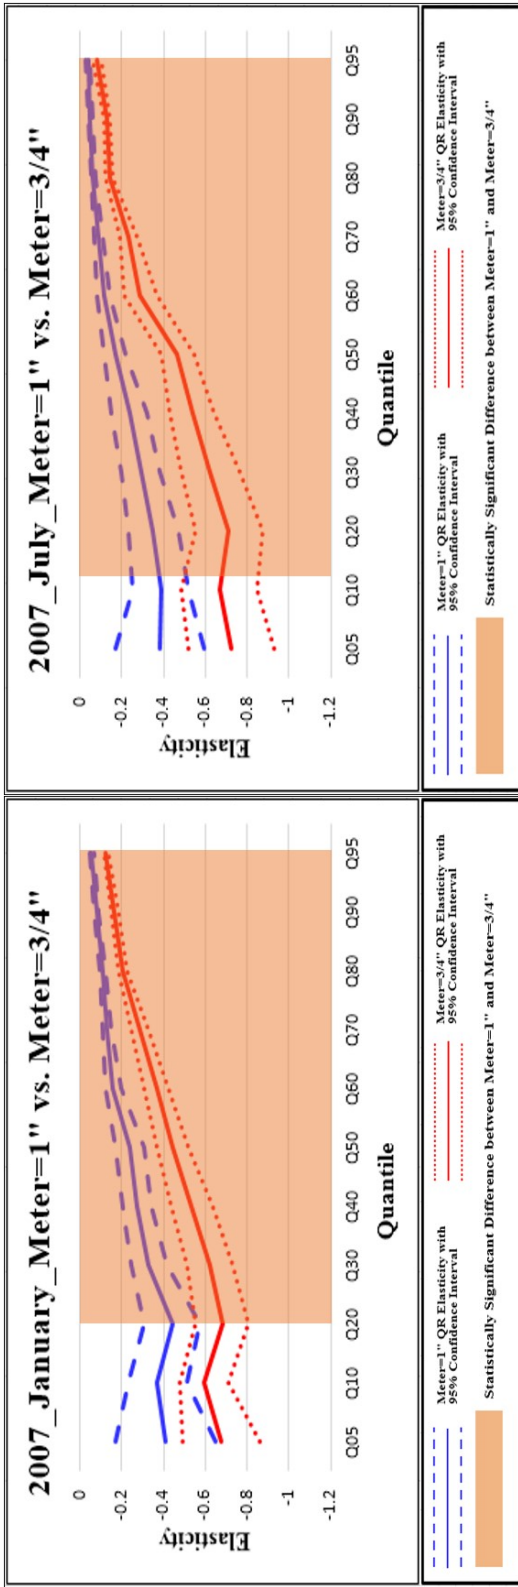 2007_January_Meter=1" vs. Meter=3/4"
0
-0.2
-0.4
-0.6
-0.8
-1
-1.2
Elasticity
Q05 Q10 Q20 Q30 Q40 Q50 Q60 Q70 Q80 Q90 Q95
Quantile
Meter=1" QR Elasticity with
95% Confidence Interval
Meter=3/4" QR Elasticity with
95% Confidence Interval
Statistically Significant Difference between Meter=1" and Meter=3/4"
2007_July_Meter=1" vs. Meter=3/4"
0
-0.2
-0.4
-0.6
-0.8
-1
-1.2
Elasticity
Q05 Q10 Q20 Q30 Q40 Q50 Q60 Q70 Q80 Q90 Q95
Quantile
Meter=1" QR Elasticity with
95% Confidence Interval
Meter=3/4" QR Elasticity with
95% Confidence Interval
Statistically Significant Difference between Meter=1" and Meter=3/4"